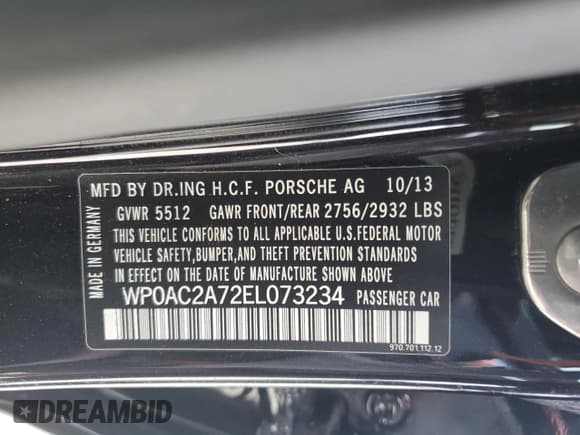 MFD BY DR.ING H.C.F. PORSCHE AG 10/13
GVWR 5512 GAWR FRONT/REAR 2756/2932 LBS
THIS VEHICLE CONFORMS TO ALL APPLICABLE U.S.FEDERAL MOTOR
VEHICLE SAFETY,BUMPER,AND THEFT PREVENTION STANDARDS
IN EFFECT ON THE DATE OF MANUFACTURE SHOWN ABOVE.
WP0AC2A72EL073234 PASSENGER CAR
970.701.112.12
MADE IN GERMANY
DREAMBID